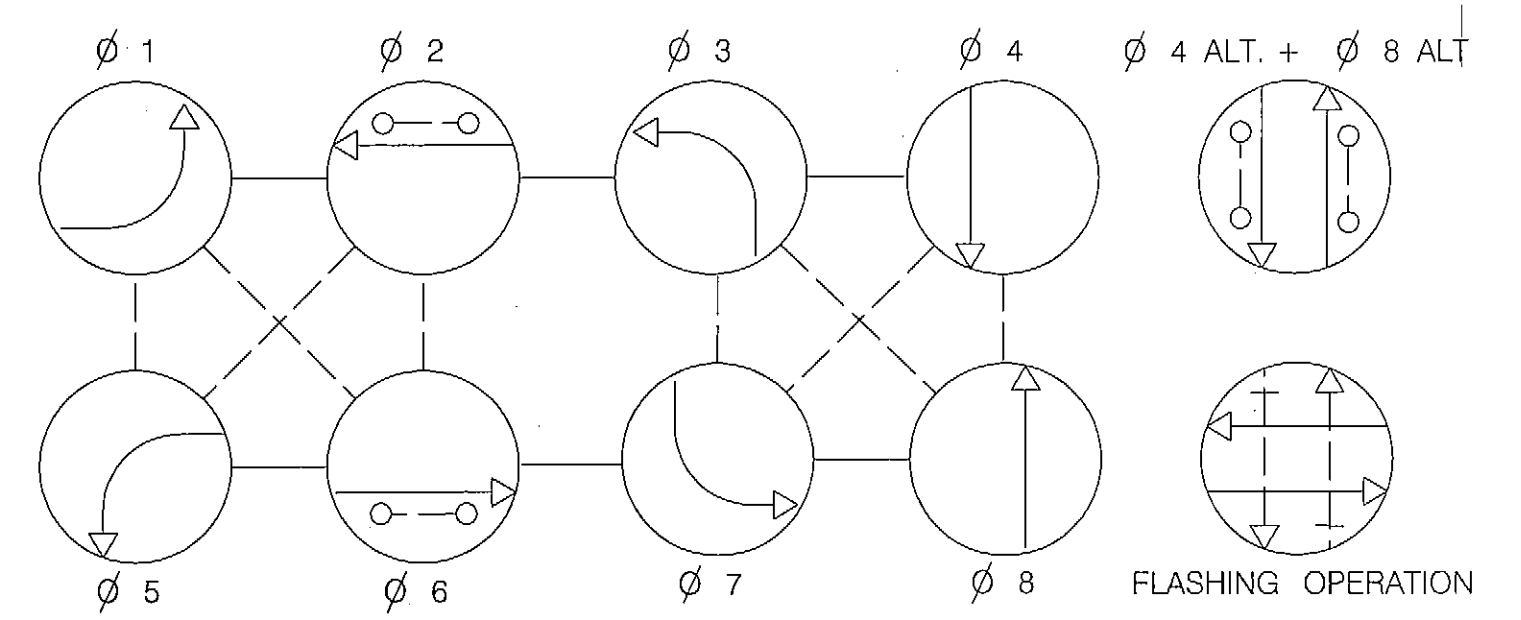 Ø 1 Ø 2 Ø 3 Ø 4 Ø 4 ALT. + Ø 8 ALT
Ø 5 Ø 6 Ø 7 Ø 8 FLASHING OPERATION